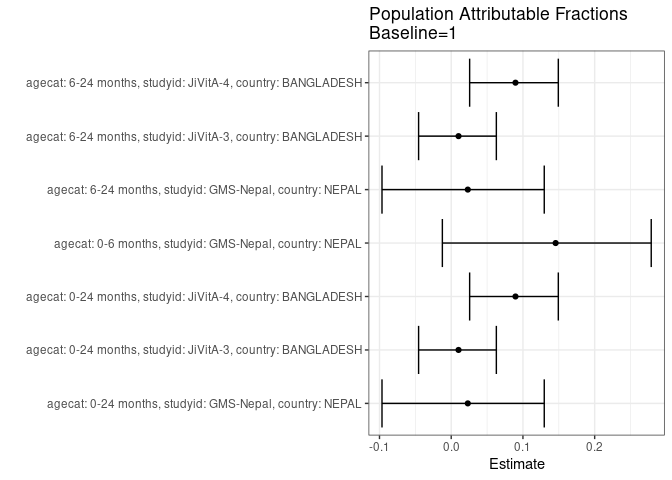 Population Attributable Fractions
Baseline=1
agecat: 6-24 months, studyid: JiVitA-4, country: BANGLADESH
agecat: 6-24 months, studyid: JiVitA-3, country: BANGLADESH
agecat: 6-24 months, studyid: GMS-Nepal, country: NEPAL
agecat: 0-6 months, studyid: GMS-Nepal, country: NEPAL
agecat: 0-24 months, studyid: JiVitA-4, country: BANGLADESH
agecat: 0-24 months, studyid: JiVitA-3, country: BANGLADESH
agecat: 0-24 months, studyid: GMS-Nepal, country: NEPAL
-0.1 0.0 0.1 0.2
Estimate